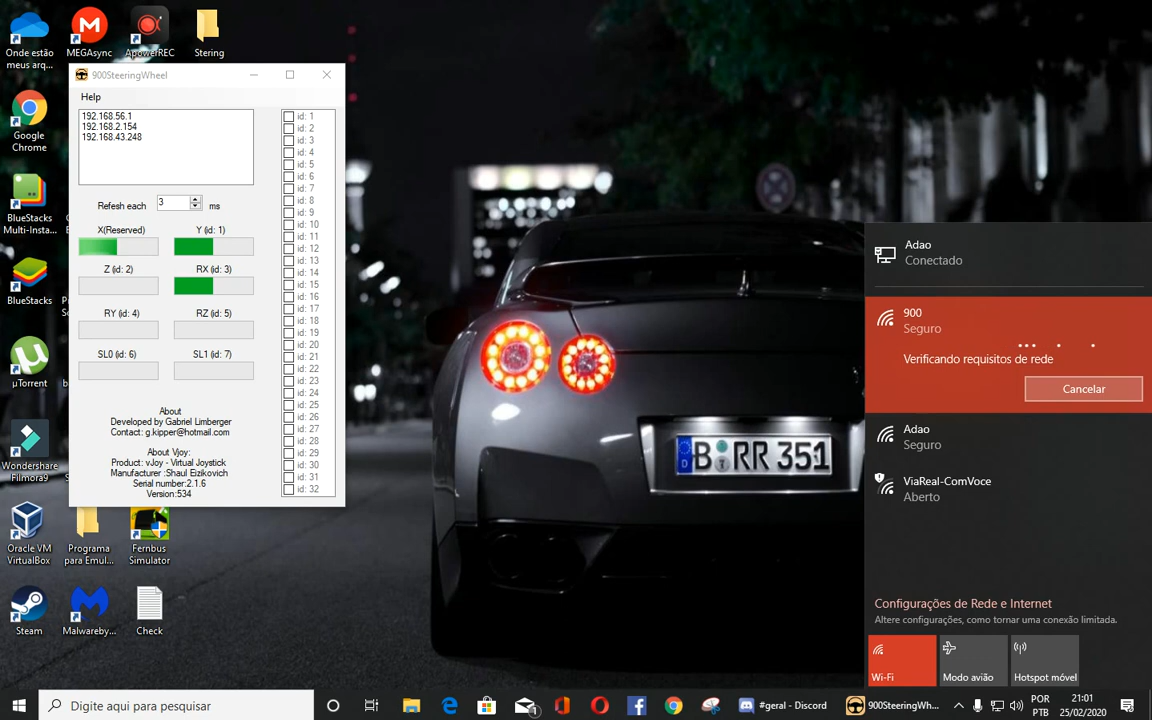 Onde estão
meus arq...
MEGAsync
ApowerREC
Stering
Google
Chrome
BlueStacks
Multi-Insta...
BlueStacks
µTorrent
Wondershare
Filmora9
Oracle VM
VirtualBox
Programa
para Emul...
Fernbus
Simulator
Steam
Malwareby...
Check
900SteeringWheel
Help
192.168.56.1
192.168.2.154
192.168.43.248
Refesh each
3
ms
X(Reserved)
Y (id: 1)
Z (id: 2)
RX (id: 3)
RY (id: 4)
RZ (id: 5)
SL0 (id: 6)
SL1 (id: 7)
About
Developed by Gabriel Limberger
Contact: g.kipper@hotmail.com
About Vjoy:
Product: vJoy - Virtual Joystick
Manufacturer :Shaul Eizikovich
Serial number:2.1.6
Version:534
id: 1
id: 2
id: 3
id: 4
id: 5
id: 6
id: 7
id: 8
id: 9
id: 10
id: 11
id: 12
id: 13
id: 14
id: 15
id: 16
id: 17
id: 18
id: 19
id: 20
id: 21
id: 22
id: 23
id: 24
id: 25
id: 26
id: 27
id: 28
id: 29
id: 30
id: 31
id: 32
B RR 351
D
Adao
Conectado
900
Seguro
Verificando requisitos de rede
Cancelar
Adao
Seguro
ViaReal-ComVoce
Aberto
Configurações de Rede e Internet
Altere configurações, como tornar uma conexão limitada.
Wi-Fi
Modo avião
Hotspot móvel
Digite aqui para pesquisar
1
#geral - Discord
900SteeringWh...
POR
PTB
21:01
25/02/2020